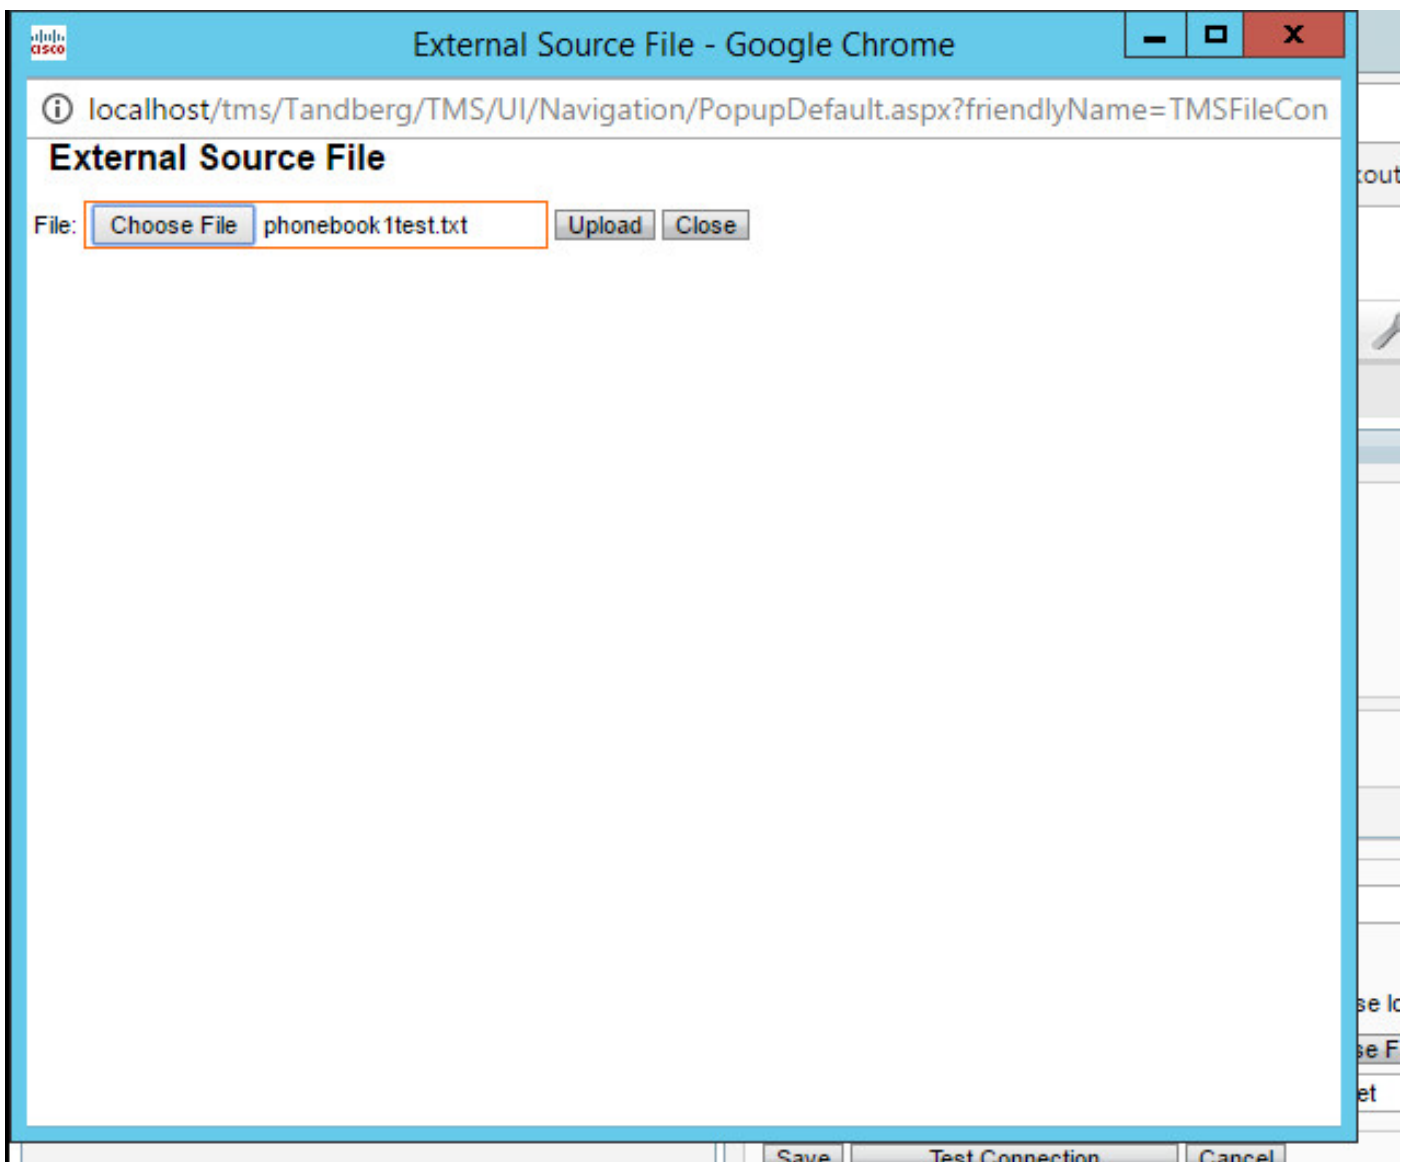 cisco
External Source File - Google Chrome
x
localhost/tms/Tandberg/TMS/UI/Navigation/PopupDefault.aspx?friendlyName=TMSFileCon
External Source File
File: Choose File phonebook1test.txt Upload Close
Save Test Connection Cancel